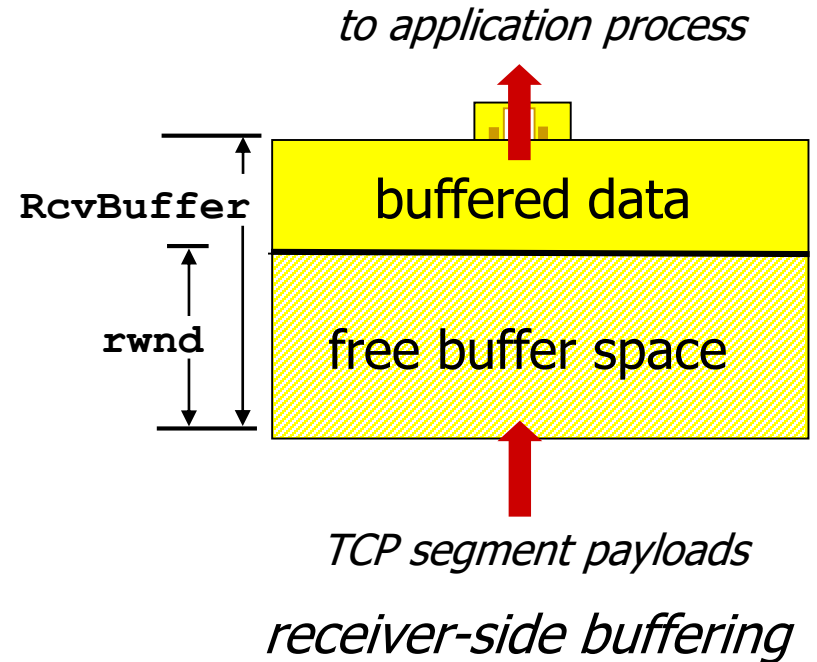 to application process
RcvBuffer
buffered data
rwnd
free buffer space
TCP segment payloads
receiver-side buffering